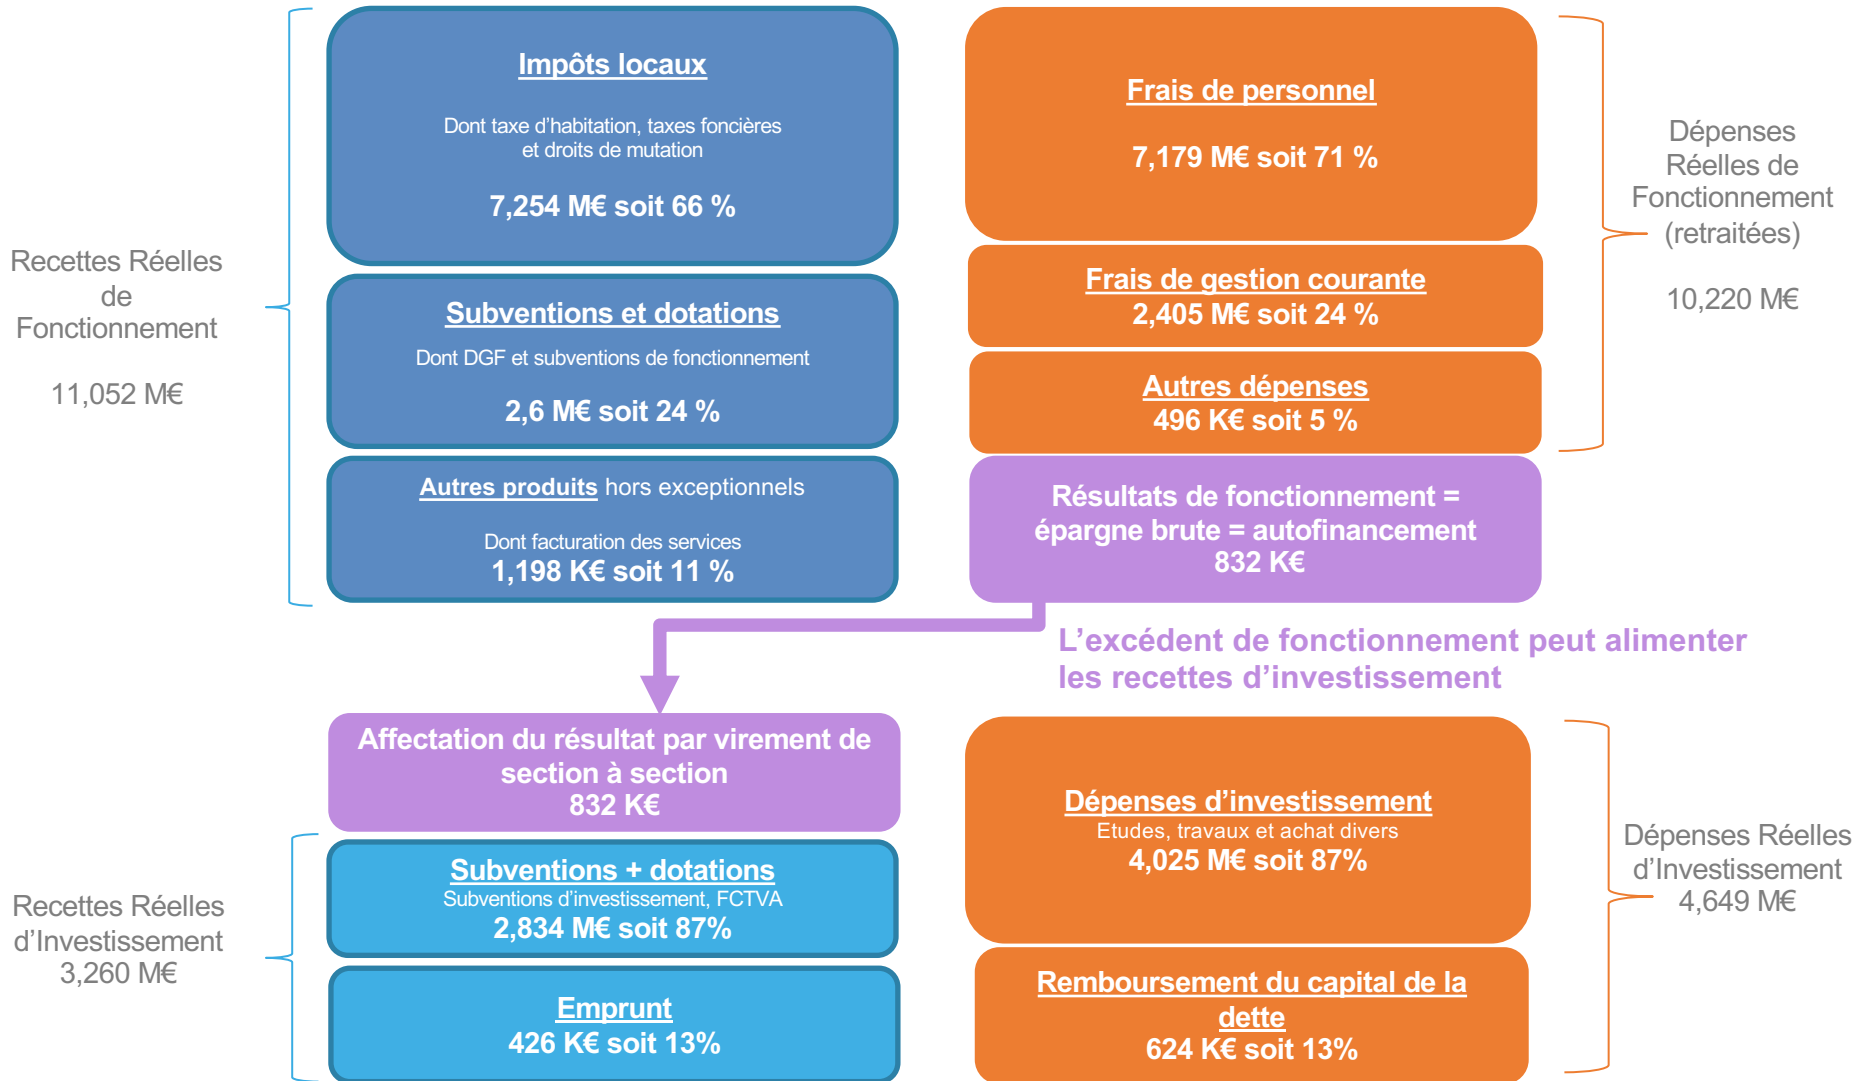 Recettes Réelles
de
Fonctionnement
11,052 M€
Impôts locaux
Dont taxe d’habitation, taxes foncières
et droits de mutation
7,254 M€ soit 66 %
Subventions et dotations
Dont DGF et subventions de fonctionnement
2,6 M€ soit 24 %
Autres produits hors exceptionnels
Dont facturation des services
1,198 K€ soit 11 %
Frais de personnel
7,179 M€ soit 71 %
Frais de gestion courante
2,405 M€ soit 24 %
Autres dépenses
496 K€ soit 5 %
Résultats de fonctionnement =
épargne brute = autofinancement
832 K€
Dépenses
Réelles de
Fonctionnement
(retraitées)
10,220 M€
L’excédent de fonctionnement peut alimenter
les recettes d’investissement
Affectation du résultat par virement de
section à section
832 K€
Recettes Réelles
d’Investissement
3,260 M€
Subventions + dotations
Subventions d’investissement, FCTVA
2,834 M€ soit 87%
Emprunt
426 K€ soit 13%
Dépenses d’investissement
Etudes, travaux et achat divers
4,025 M€ soit 87%
Remboursement du capital de la
dette
624 K€ soit 13%
Dépenses Réelles
d’Investissement
4,649 M€